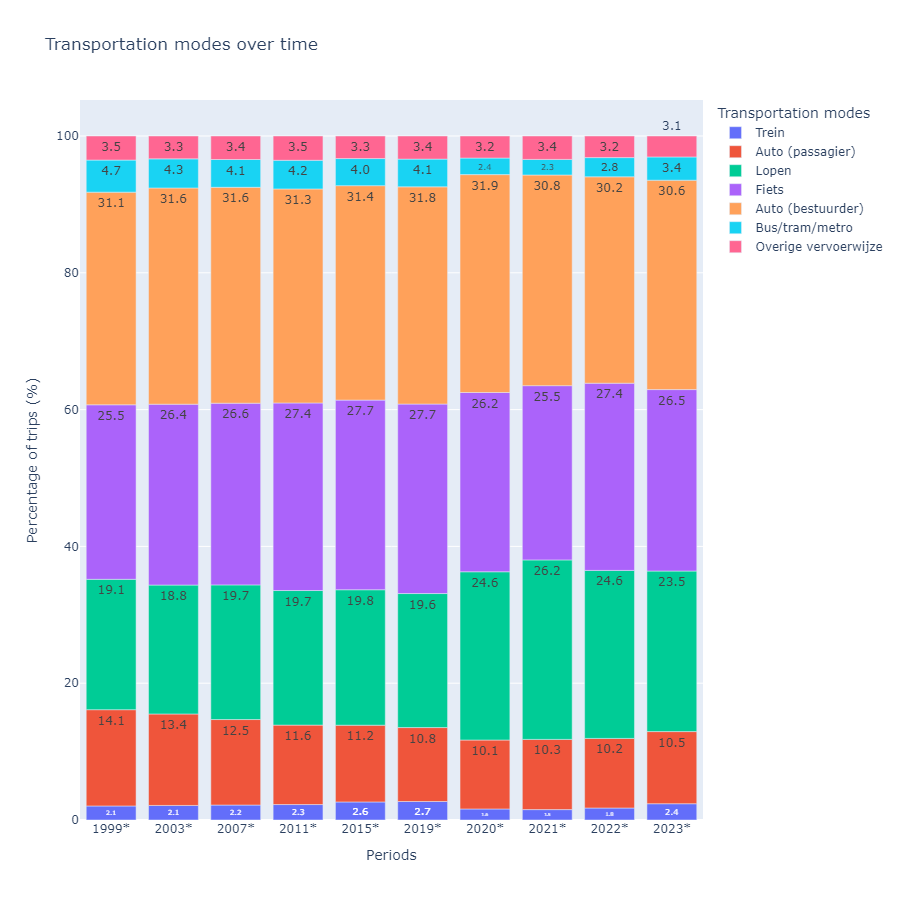 Transportation modes over time
3.1
Transportation modes
Trein
Auto (passagier)
Lopen
Fiets
Auto (bestuurder)
Bus/tram/metro
Overige vervoerwijze
100
80
60
40
20
0
Percentage of trips (%)
3.5 3.3 3.4 3.5 3.3 3.4 3.2 3.4 3.2
4.7 4.3 4.1 4.2 4.0 4.1 2.4 2.3 2.8 3.4
31.1 31.6 31.6 31.3 31.4 31.8 31.9 30.8 30.2 30.6
25.5 26.4 26.6 27.4 27.7 27.7 26.2 25.5 27.4 26.5
19.1 18.8 19.7 19.7 19.8 19.6 24.6 26.2 24.6 23.5
14.1 13.4 12.5 11.6 11.2 10.8 10.1 10.3 10.2 10.5
2.1 2.1 2.2 2.3 2.6 2.7 1.8 2.4
1999* 2003* 2007* 2011* 2015* 2019* 2020* 2021* 2022* 2023*
Periods